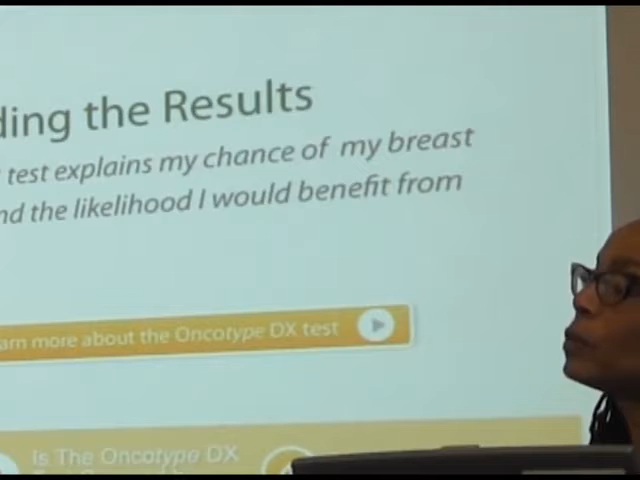 ding the Results
test explains my chance of my breast
nd the likelihood I would benefit from
arn more about the Oncotype DX test
Is The Oncotype DX